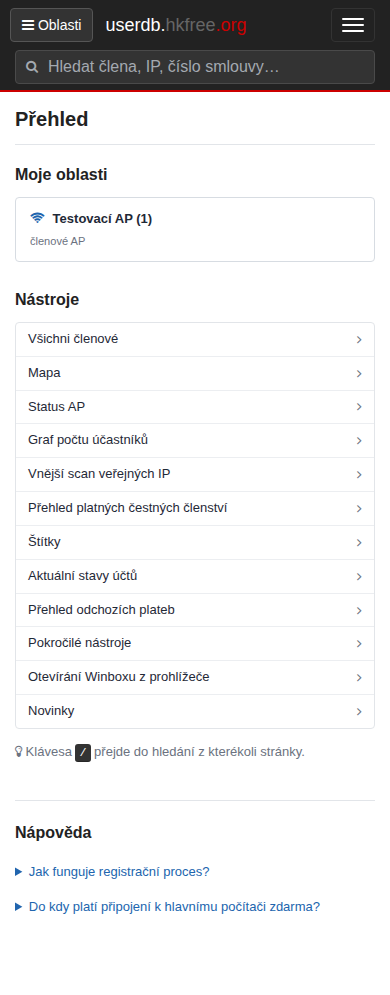 Oblasti
userdb.hkfree.org
Hledat člena, IP, číslo smlouvy…
Přehled
Moje oblasti
Testovací AP (1)
členové AP
Nástroje
Všichni členové
Mapa
Status AP
Graf počtu účastníků
Vnější scan veřejných IP
Přehled platných čestných členství
Štítky
Aktuální stavy účtů
Přehled odchozích plateb
Pokročilé nástroje
Otevírání Winboxu z prohlížeče
Novinky
Klávesa / přejde do hledání z kterékoli stránky.
Nápověda
Jak funguje registrační proces?
Do kdy platí připojení k hlavnímu počítači zdarma?